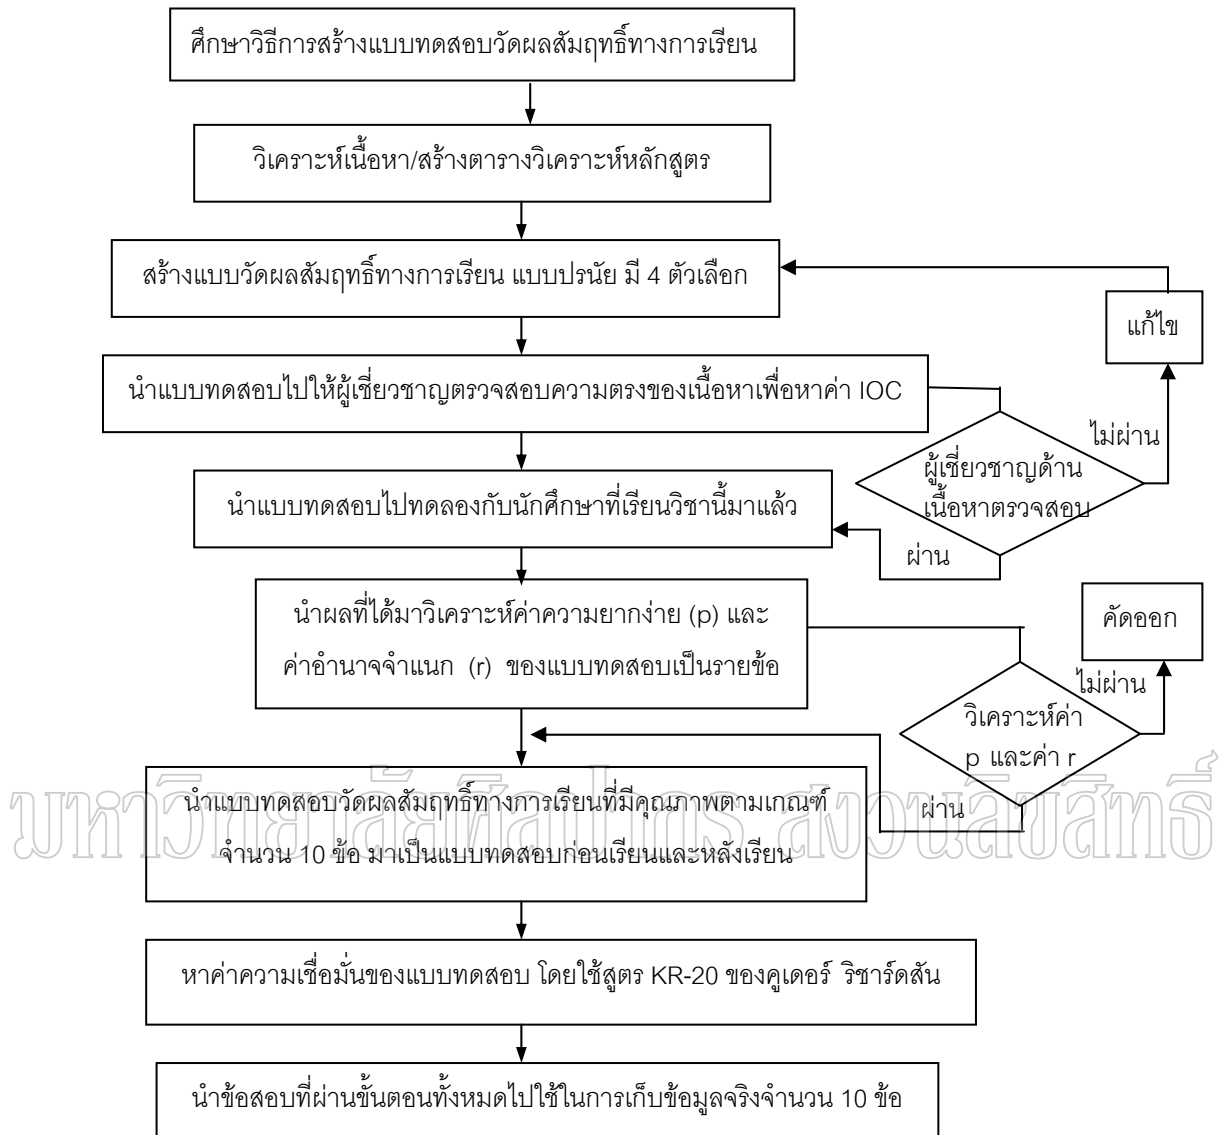 ศึกษาวิธีการสร้างแบบทดสอบวัดผลสัมฤทธิ์ทางการเรียน
วิเคราะห์เนื้อหา/สร้างตารางวิเคราะห์หลักสูตร
สร้างแบบวัดผลสัมฤทธิ์ทางการเรียน แบบปรนัย มี 4 ตัวเลือก
แก้ไข
นำแบบทดสอบไปให้ผู้เชี่ยวชาญตรวจสอบความตรงของเนื้อหาเพื่อหาค่า IOC
ไม่ผ่าน
ผู้เชี่ยวชาญด้าน
เนื้อหาตรวจสอบ
นำแบบทดสอบไปทดลองกับนักศึกษาที่เรียนวิชานี้มาแล้ว
ผ่าน
นำผลที่ได้มาวิเคราะห์ค่าความยากง่าย (p) และ
ค่าอำนาจจำแนก (r) ของแบบทดสอบเป็นรายข้อ
คัดออก
ไม่ผ่าน
วิเคราะห์ค่า
p และค่า r
ผ่าน
นำแบบทดสอบวัดผลสัมฤทธิ์ทางการเรียนที่มีคุณภาพตามเกณฑ์
จำนวน 10 ข้อ มาเป็นแบบทดสอบก่อนเรียนและหลังเรียน
มหาวิทยาลัยศิลปากร สงวนลิขสิทธิ์
หาค่าความเชื่อมั่นของแบบทดสอบ โดยใช้สูตร KR-20 ของคูเดอร์ ริชาร์ดสัน
นำข้อสอบที่ผ่านขั้นตอนทั้งหมดไปใช้ในการเก็บข้อมูลจริงจำนวน 10 ข้อ